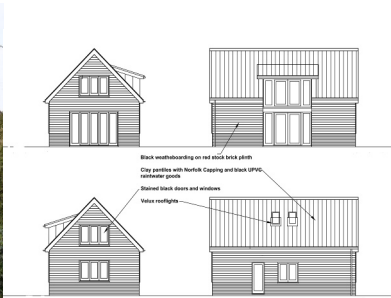 Black weatherboarding on red stock brick plinth
Clay pantiles with Norfolk Capping and black UPVC
rainwater goods
Stained black doors and windows
Velux rooflights